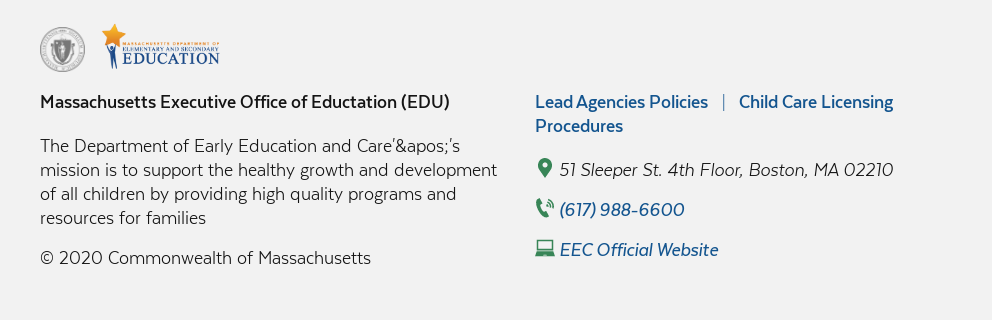 MASSACHUSETTS DEPARTMENT OF
ELEMENTARY AND SECONDARY
EDUCATION
Massachusetts Executive Office of Eductation (EDU)
The Department of Early Education and Care'&apos;'s
mission is to support the healthy growth and development
of all children by providing high quality programs and
resources for families
© 2020 Commonwealth of Massachusetts
Lead Agencies Policies | Child Care Licensing
Procedures
51 Sleeper St. 4th Floor, Boston, MA 02210
(617) 988-6600
EEC Official Website